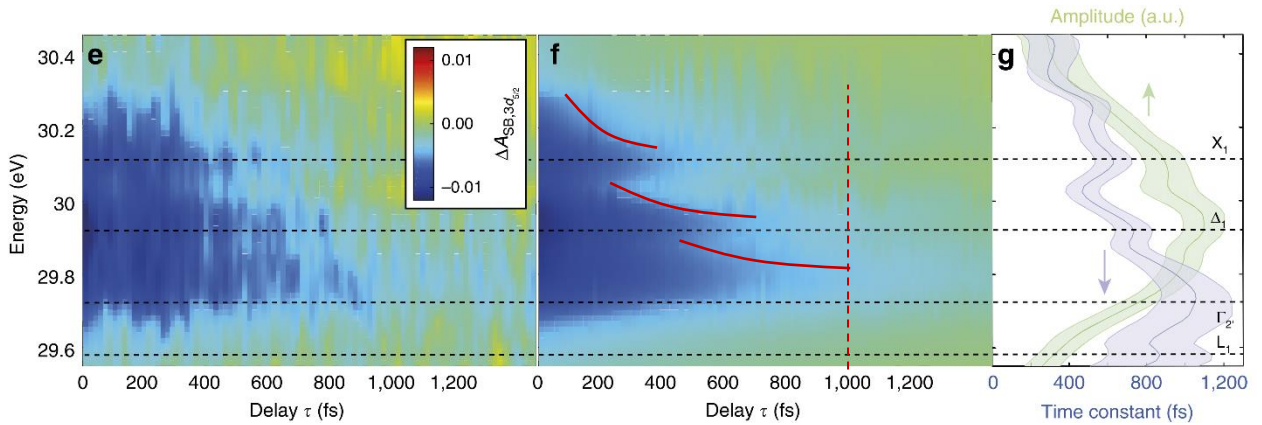 Amplitude (a.u.)
e
f
g
30.4
30.2
30
29.8
29.6
Energy (eV)
0.01
0.00
–0.01
ΔA_SB,3d_5/2
X₁
Δ₁
Γ₂'
L₁
0 200 400 600 800 1,000 1,200
0 200 400 600 800 1,000 1,200
0 400 800 1,200
Delay τ (fs)
Delay τ (fs)
Time constant (fs)